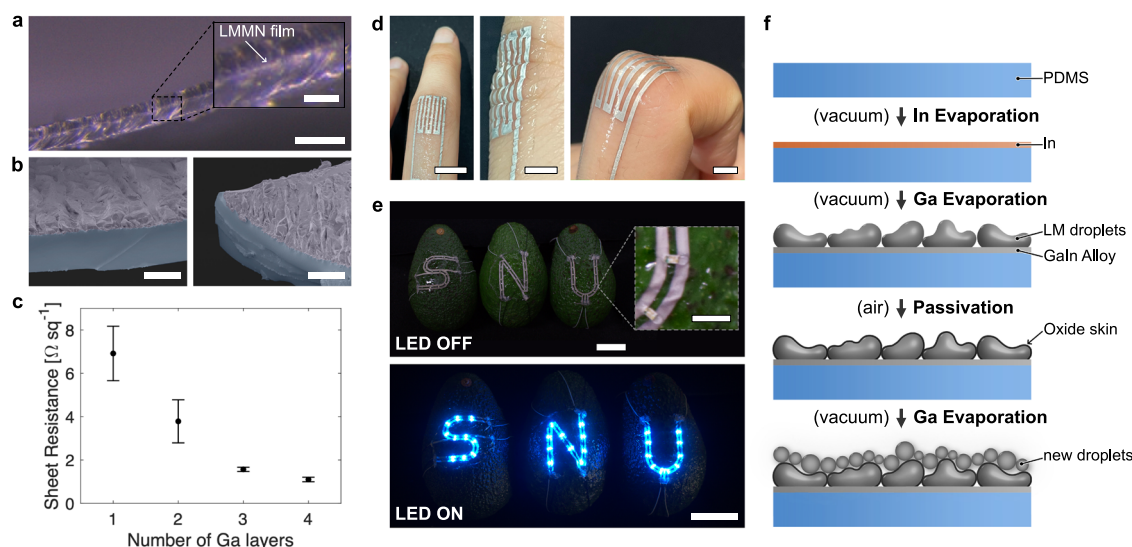 a
LMMN film
b
c
Sheet Resistance [Ω sq⁻¹]
8
6
4
2
0
1 2 3 4
Number of Ga layers
d
e
LED OFF
S N U
LED ON
f
PDMS
(vacuum) In Evaporation
In
(vacuum) Ga Evaporation
LM droplets
GaIn Alloy
(air) Passivation
Oxide skin
(vacuum) Ga Evaporation
new droplets